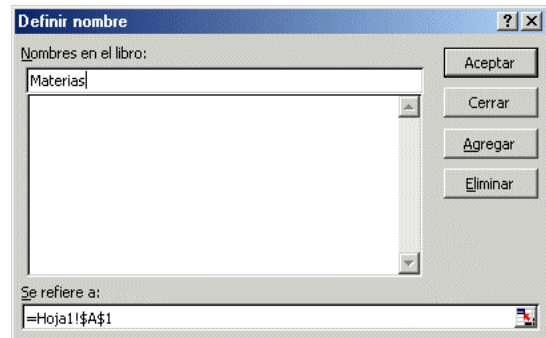 Definir nombre
Nombres en el libro:
Materias
Aceptar
Cerrar
Agregar
Eliminar
Se refiere a:
=Hoja1!$A$1